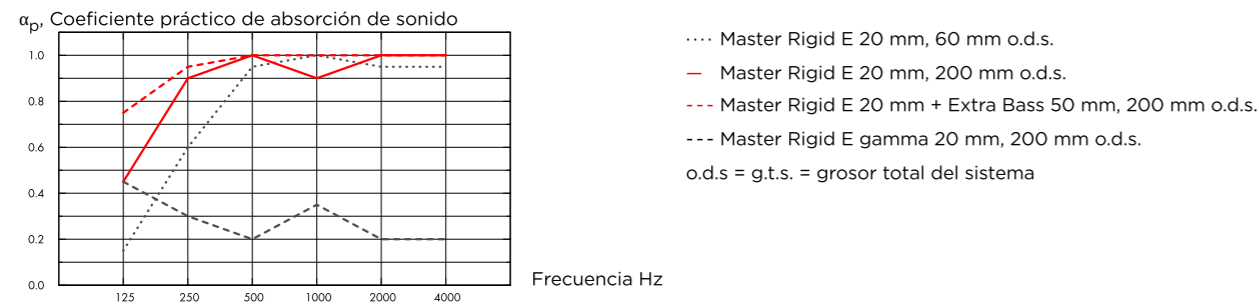 αp, Coeficiente práctico de absorción de sonido
1.0
0.8
0.6
0.4
0.2
0.0
125 250 500 1000 2000 4000
Frecuencia Hz
Master Rigid E 20 mm, 60 mm o.d.s.
Master Rigid E 20 mm, 200 mm o.d.s.
Master Rigid E 20 mm + Extra Bass 50 mm, 200 mm o.d.s.
Master Rigid E gamma 20 mm, 200 mm o.d.s.
o.d.s = g.t.s. = grosor total del sistema